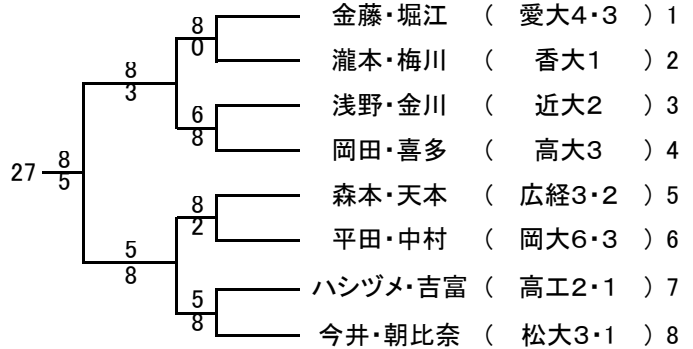 8
0
金藤・堀江 ( 愛大4・3 ) 1
瀧本・梅川 ( 香大1 ) 2
8
3
浅野・金川 ( 近大2 ) 3
6
8
岡田・喜多 ( 高大3 ) 4
27
8
5
森本・天本 ( 広経3・2 ) 5
8
2
平田・中村 ( 岡大6・3 ) 6
5
8
ハシヅメ・吉富 ( 高工2・1 ) 7
5
8
今井・朝比奈 ( 松大3・1 ) 8